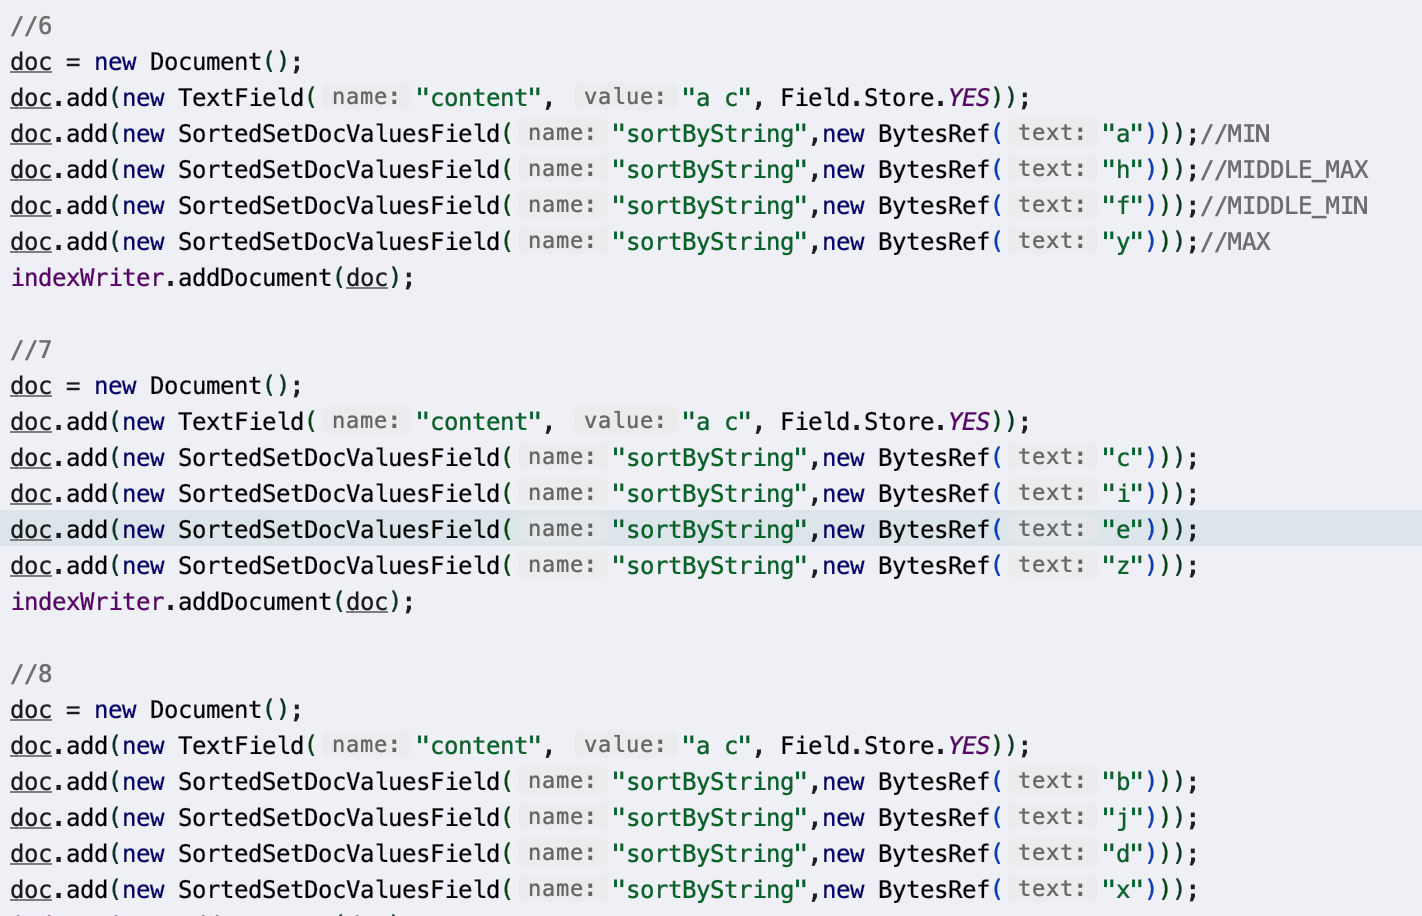 //6
doc = new Document();
doc.add(new TextField( name: "content", value: "a c", Field.Store.YES));
doc.add(new SortedSetDocValuesField( name: "sortByString",new BytesRef( text: "a")));//MIN
doc.add(new SortedSetDocValuesField( name: "sortByString",new BytesRef( text: "h")));//MIDDLE_MAX
doc.add(new SortedSetDocValuesField( name: "sortByString",new BytesRef( text: "f")));//MIDDLE_MIN
doc.add(new SortedSetDocValuesField( name: "sortByString",new BytesRef( text: "y")));//MAX
indexWriter.addDocument(doc);
//7
doc = new Document();
doc.add(new TextField( name: "content", value: "a c", Field.Store.YES));
doc.add(new SortedSetDocValuesField( name: "sortByString",new BytesRef( text: "c")));
doc.add(new SortedSetDocValuesField( name: "sortByString",new BytesRef( text: "i")));
doc.add(new SortedSetDocValuesField( name: "sortByString",new BytesRef( text: "e")));
doc.add(new SortedSetDocValuesField( name: "sortByString",new BytesRef( text: "z")));
indexWriter.addDocument(doc);
//8
doc = new Document();
doc.add(new TextField( name: "content", value: "a c", Field.Store.YES));
doc.add(new SortedSetDocValuesField( name: "sortByString",new BytesRef( text: "b")));
doc.add(new SortedSetDocValuesField( name: "sortByString",new BytesRef( text: "j")));
doc.add(new SortedSetDocValuesField( name: "sortByString",new BytesRef( text: "d")));
doc.add(new SortedSetDocValuesField( name: "sortByString",new BytesRef( text: "x")));